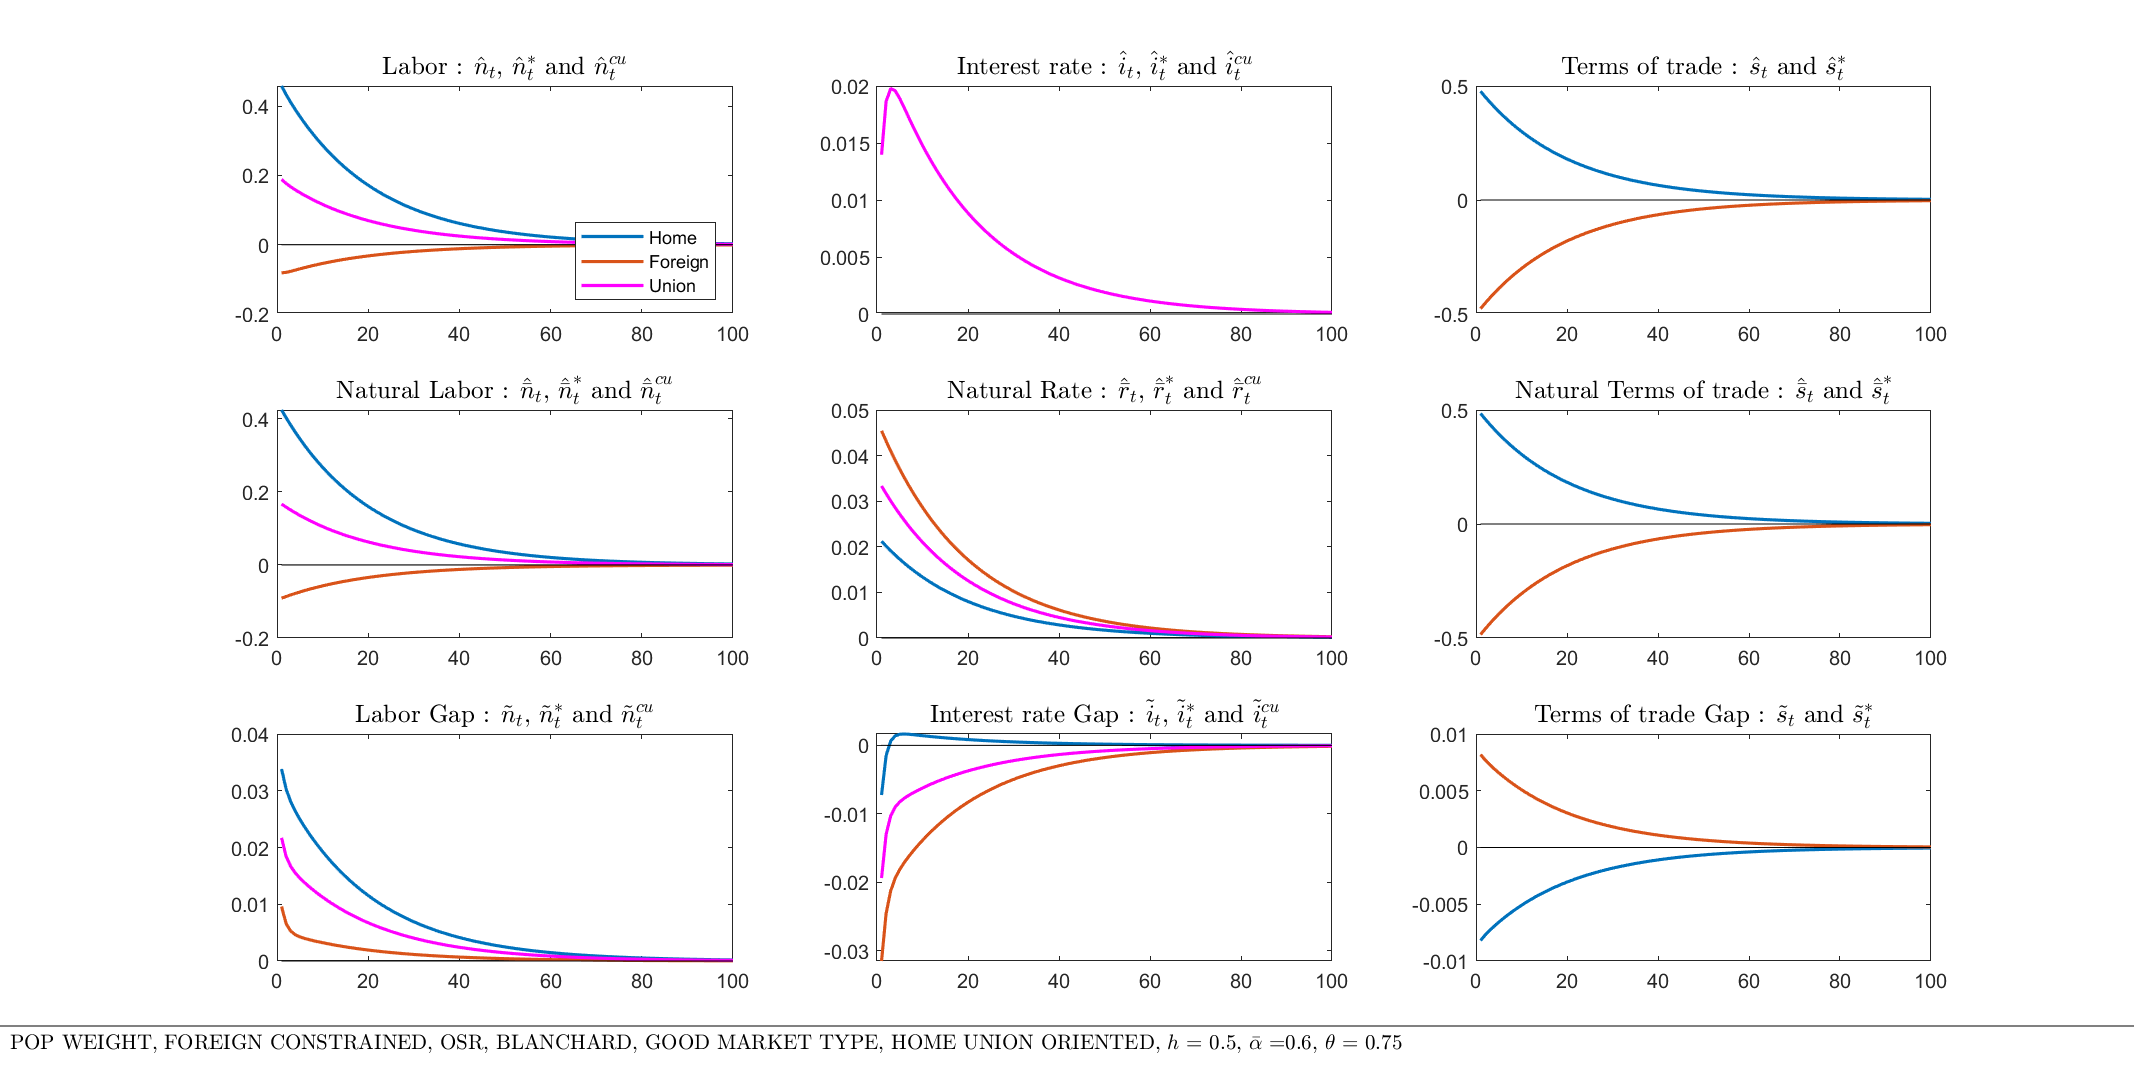 Labor : n̂ₜ, n̂ₜ* and n̂ₜᶜᵘ
0.4
0.2
0
-0.2
0 20 40 60 80 100
Home
Foreign
Union
Interest rate : îₜ, îₜ* and îₜᶜᵘ
0.02
0.015
0.01
0.005
0
0 20 40 60 80 100
Terms of trade : ŝₜ and ŝₜ*
0.5
0
-0.5
0 20 40 60 80 100
Natural Labor : n̄̂ₜ, n̄̂ₜ* and n̄̂ₜᶜᵘ
0.4
0.2
0
-0.2
0 20 40 60 80 100
Natural Rate : r̄̂ₜ, r̄̂ₜ* and r̄̂ₜᶜᵘ
0.05
0.04
0.03
0.02
0.01
0
0 20 40 60 80 100
Natural Terms of trade : s̄̂ₜ and s̄̂ₜ*
0.5
0
-0.5
0 20 40 60 80 100
Labor Gap : ñₜ, ñₜ* and ñₜᶜᵘ
0.04
0.03
0.02
0.01
0
0 20 40 60 80 100
Interest rate Gap : ĩₜ, ĩₜ* and ĩₜᶜᵘ
0
-0.01
-0.02
-0.03
0 20 40 60 80 100
Terms of trade Gap : s̃ₜ and s̃ₜ*
0.01
0.005
0
-0.005
-0.01
0 20 40 60 80 100
POP WEIGHT, FOREIGN CONSTRAINED, OSR, BLANCHARD, GOOD MARKET TYPE, HOME UNION ORIENTED, h = 0.5, ᾱ =0.6, θ = 0.75